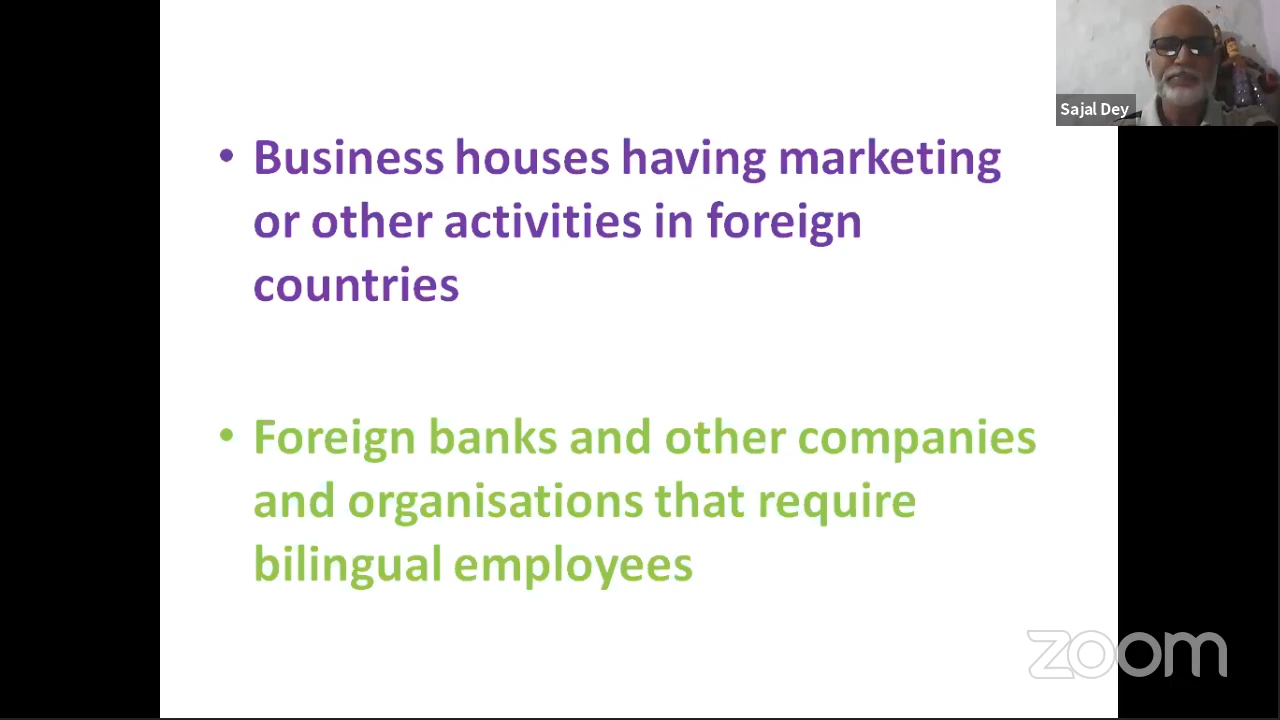 Sajal Dey
• Business houses having marketing
or other activities in foreign
countries
• Foreign banks and other companies
and organisations that require
bilingual employees
zoom